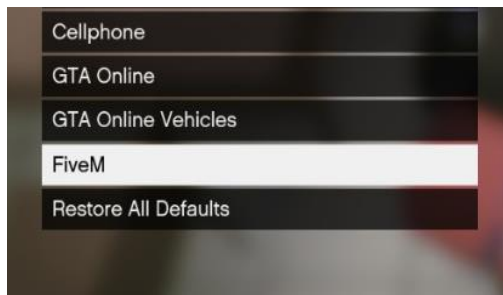 Cellphone
GTA Online
GTA Online Vehicles
FiveM
Restore All Defaults